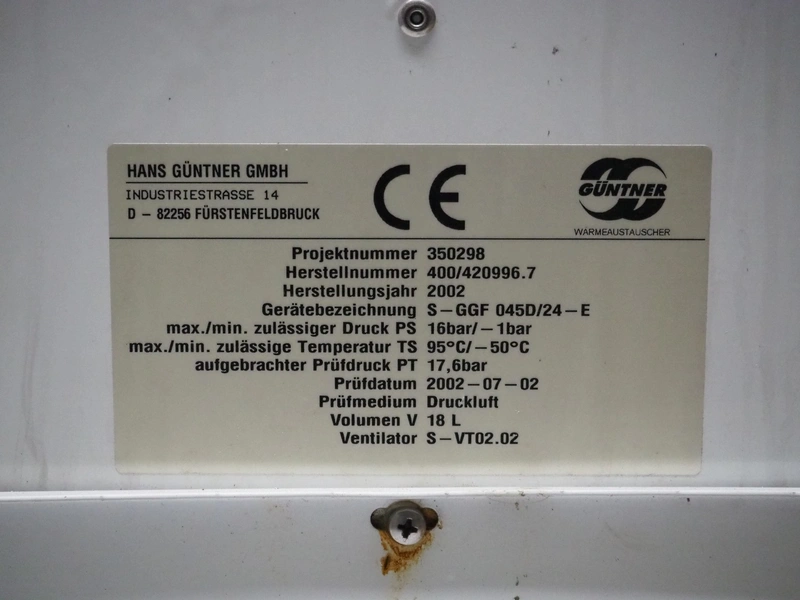 HANS GÜNTNER GMBH
INDUSTRIESTRASSE 14
D – 82256 FÜRSTENFELDBRUCK
CE
GÜNTNER
WÄRMEAUSTAUSCHER
Projektnummer 350298
Herstellnummer 400/420996.7
Herstellungsjahr 2002
Gerätebezeichnung S–GGF 045D/24–E
max./min. zulässiger Druck PS 16bar/–1bar
max./min. zulässige Temperatur TS 95°C/–50°C
aufgebrachter Prüfdruck PT 17,6bar
Prüfdatum 2002–07–02
Prüfmedium Druckluft
Volumen V 18 L
Ventilator S–VT02.02